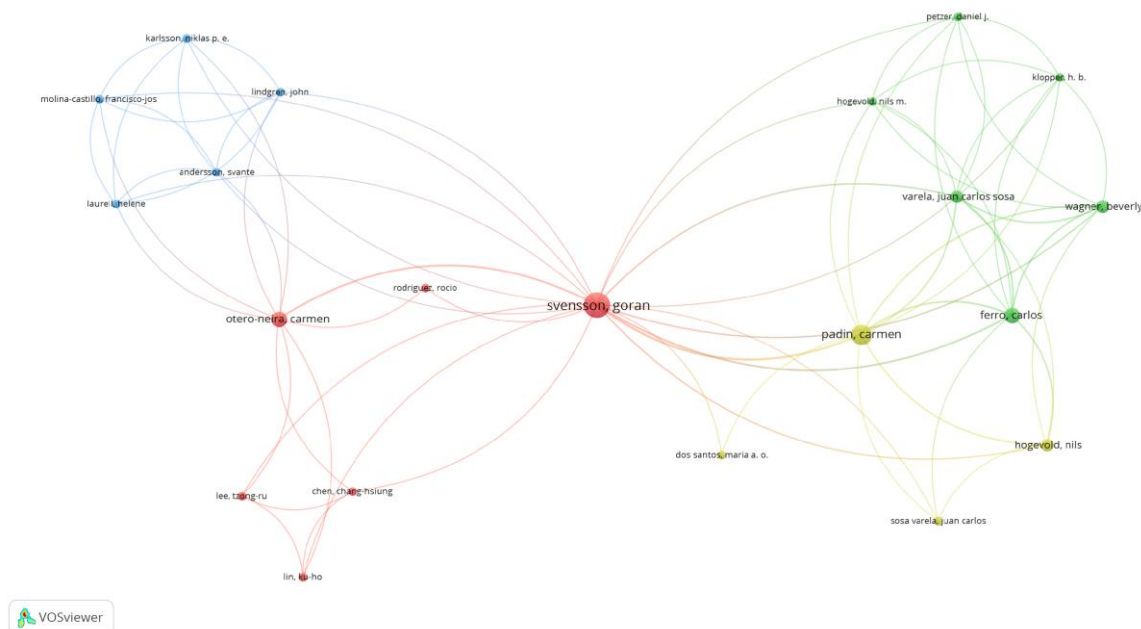 petzer, daniel j.
karlsson, niklas p. e.
klopper, h. b.
lindgren, john
molina-castillo, francisco-jos
hogevold, nils m.
andersson, svante
varela, juan carlos sosa
laurell, helene
wagner, beverly
rodriguez, rocio
svensson, goran
otero-neira, carmen
ferro, carlos
padin, carmen
hogevold, nils
dos santos, maria a. o.
chen, chang-hsiung
lee, tzong-ru
sosa varela, juan carlos
lin, ku-ho
VOSviewer